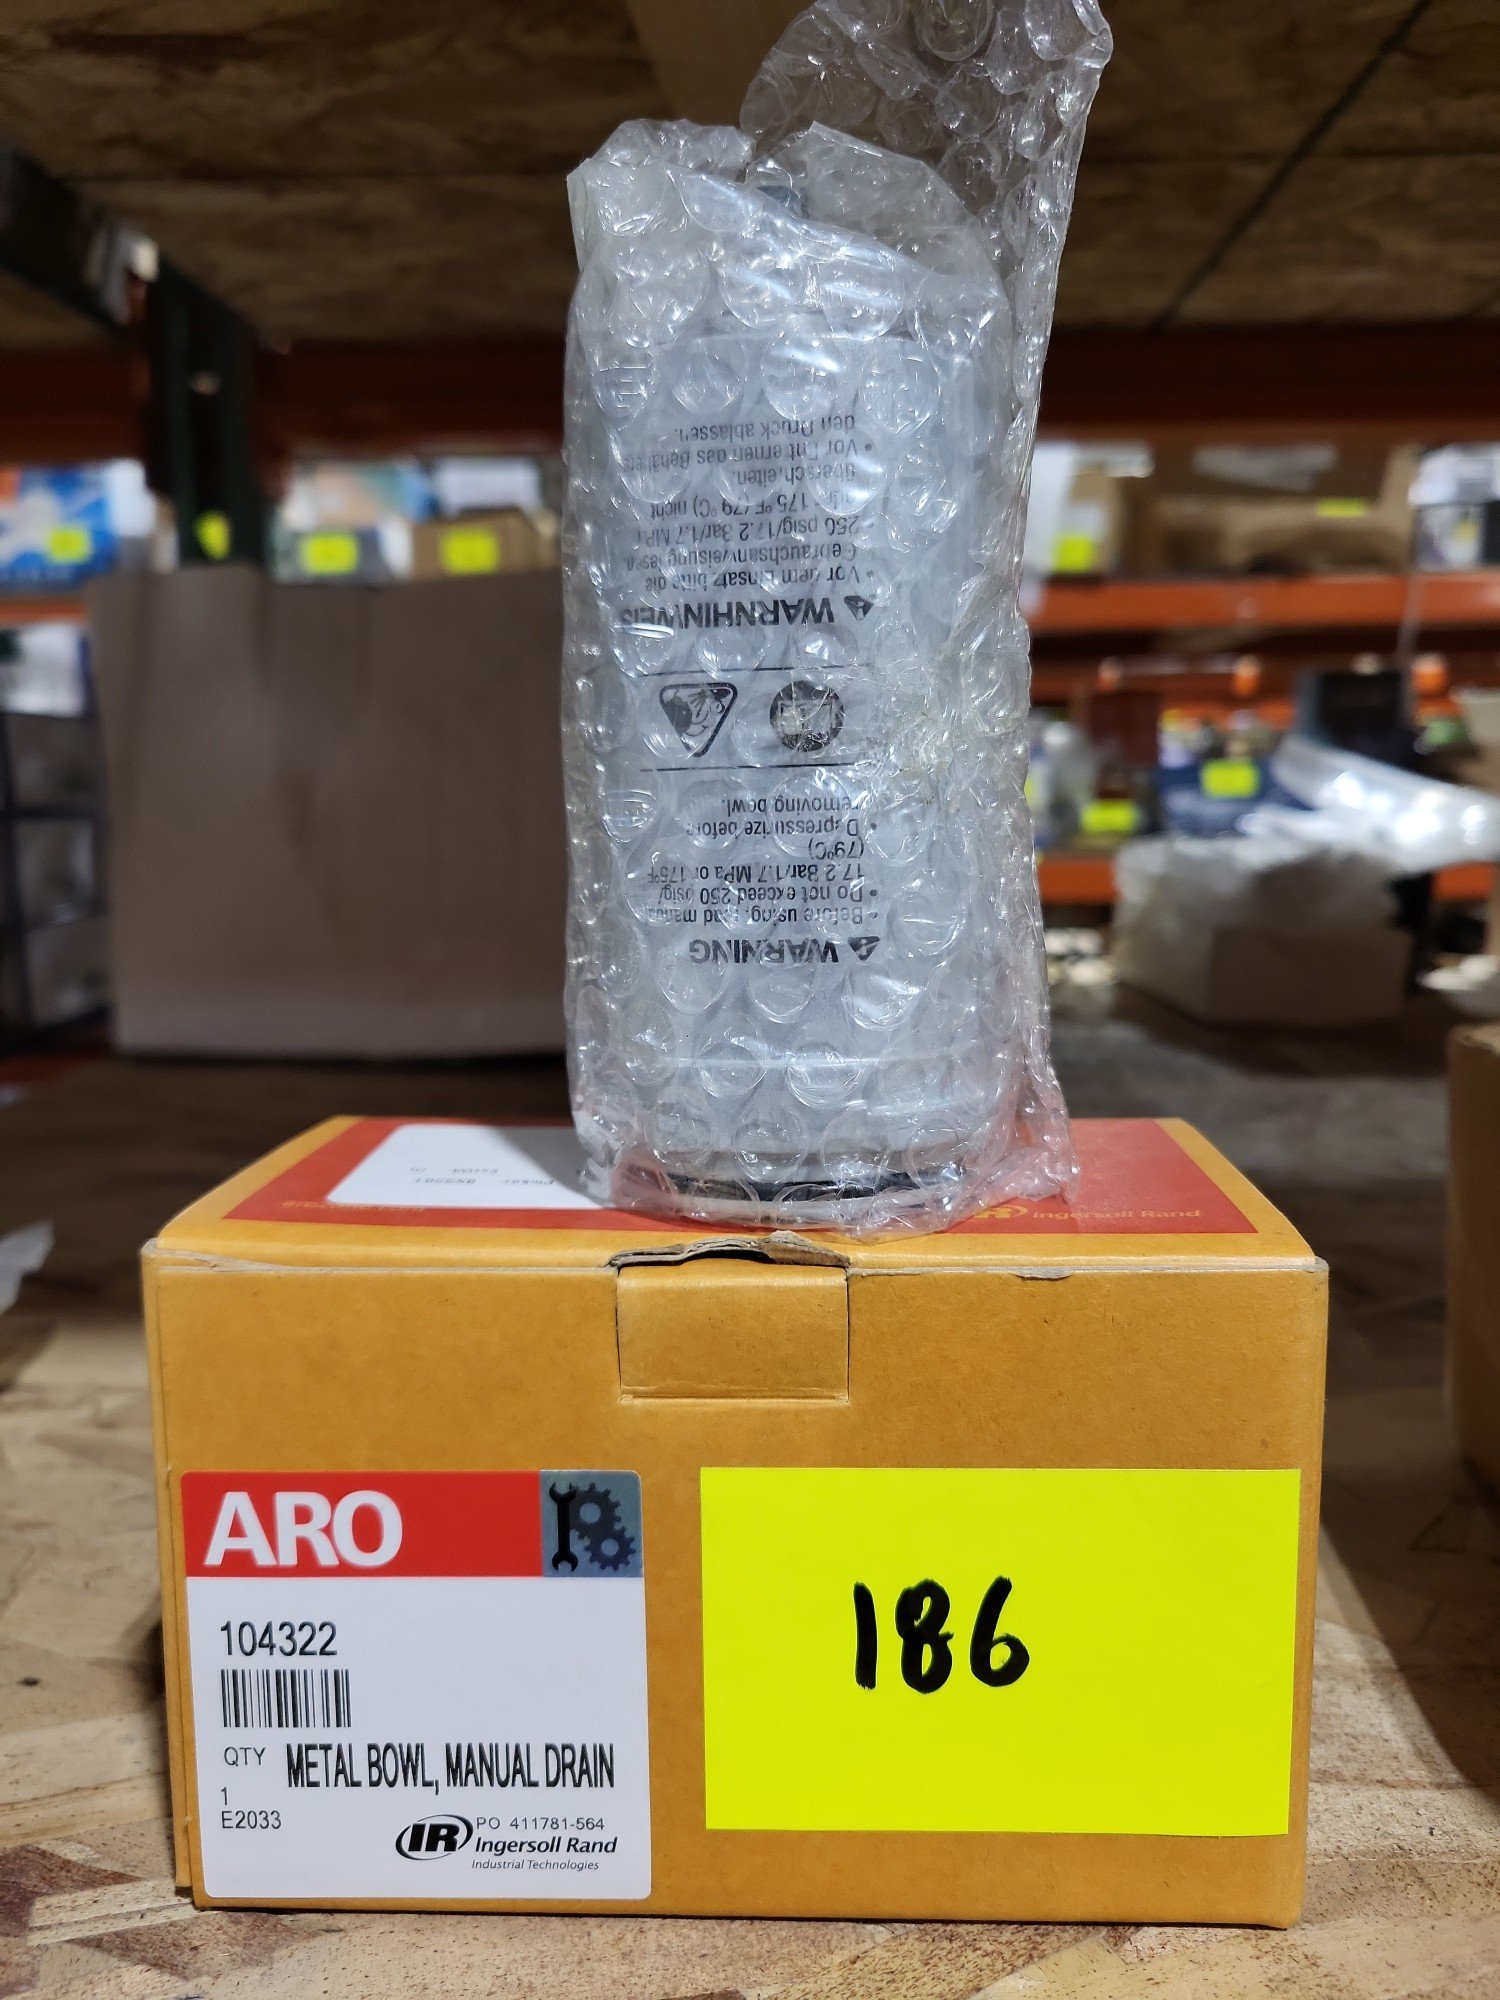 WARNING
• Before using, read manual
• Do not exceed 250 psig/
17.2 Bar/1.7 MPa or 175°F
(79°C)
• Depressurize before
removing bowl.
WARNHINWEIS
• Vor dem Einsatz bitte die
Gebrauchsanweisung lesen.
• 250 psig/17.2 Bar/1.7 MPa
175 °F (79 °C) nicht
überschreiten.
• Vor Entfernen das Behälters
den Druck ablassen.
Ingersoll Rand
ARO
104322
QTY METAL BOWL, MANUAL DRAIN
1
E2033
PO 411781-564
IR Ingersoll Rand
Industrial Technologies
186